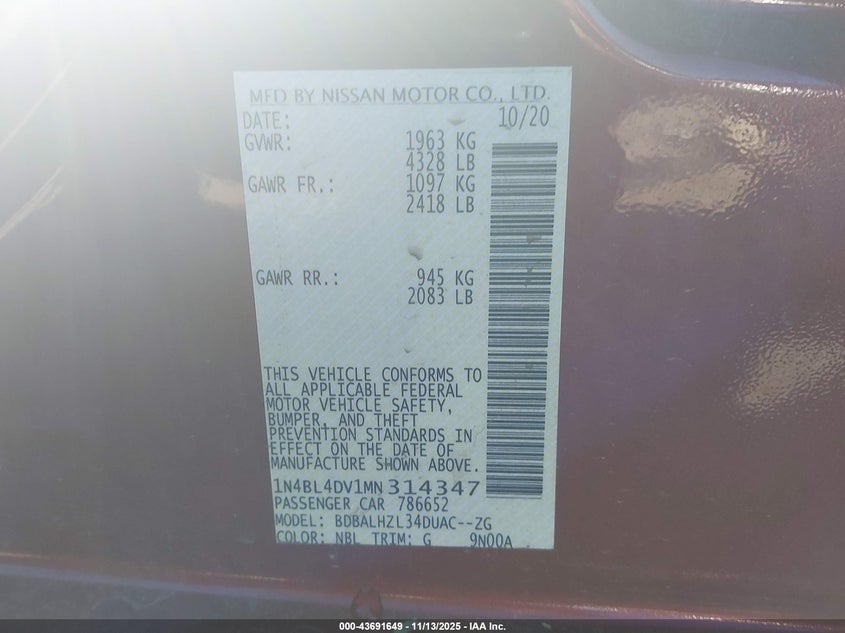 MFD BY NISSAN MOTOR CO., LTD.
DATE: 10/20
GVWR: 1963 KG
4328 LB
GAWR FR.: 1097 KG
2418 LB
GAWR RR.: 945 KG
2083 LB
THIS VEHICLE CONFORMS TO
ALL APPLICABLE FEDERAL
MOTOR VEHICLE SAFETY,
BUMPER, AND THEFT
PREVENTION STANDARDS IN
EFFECT ON THE DATE OF
MANUFACTURE SHOWN ABOVE.
1N4BL4DV1MN314347
PASSENGER CAR 786652
MODEL: BDBALHZL34DUAC--ZG
COLOR: NBL TRIM: G 9N00A
000-43691649 - 11/13/2025 - IAA Inc.